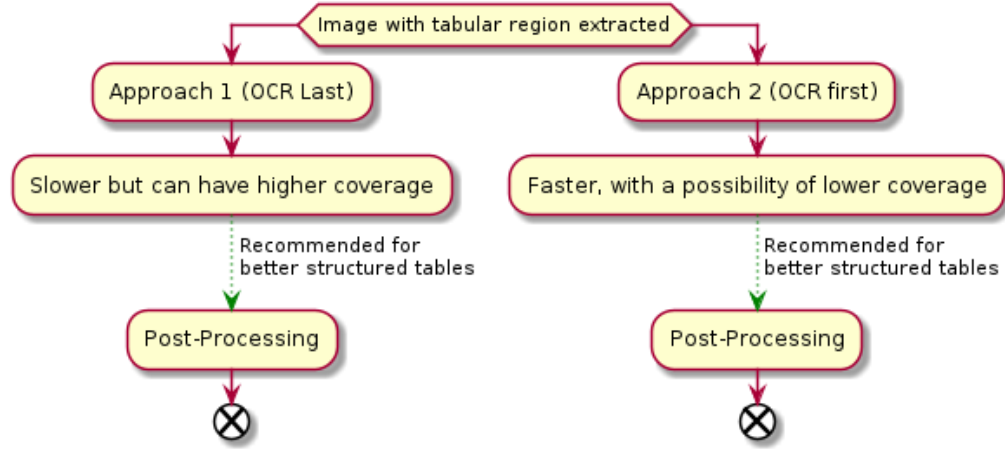 Image with tabular region extracted
Approach 1 (OCR Last)
Approach 2 (OCR first)
Slower but can have higher coverage
Faster, with a possibility of lower coverage
Recommended for
better structured tables
Recommended for
better structured tables
Post-Processing
Post-Processing